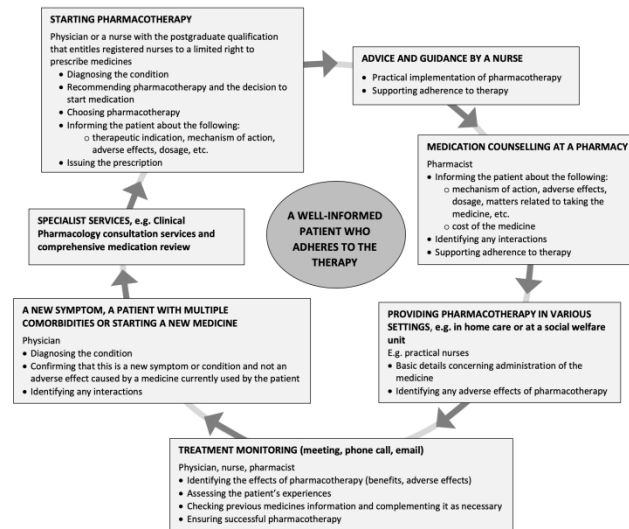 STARTING PHARMACOTHERAPY
Physician or a nurse with the postgraduate qualification
that entitles registered nurses to a limited right to
prescribe medicines
• Diagnosing the condition
• Recommending pharmacotherapy and the decision to
start medication
• Choosing pharmacotherapy
• Informing the patient about the following:
o therapeutic indication, mechanism of action,
adverse effects, dosage, etc.
• Issuing the prescription
ADVICE AND GUIDANCE BY A NURSE
• Practical implementation of pharmacotherapy
• Supporting adherence to therapy
MEDICATION COUNSELLING AT A PHARMACY
Pharmacist
• Informing the patient about the following:
o mechanism of action, adverse effects,
dosage, matters related to taking the
medicine, etc.
o cost of the medicine
• Identifying any interactions
• Supporting adherence to therapy
PROVIDING PHARMACOTHERAPY IN VARIOUS
SETTINGS, e.g. in home care or at a social welfare
unit
E.g. practical nurses
• Basic details concerning administration of the
medicine
• Identifying any adverse effects of pharmacotherapy
TREATMENT MONITORING (meeting, phone call, email)
Physician, nurse, pharmacist
• Identifying the effects of pharmacotherapy (benefits, adverse effects)
• Assessing the patient's experiences
• Checking previous medicines information and complementing it as necessary
• Ensuring successful pharmacotherapy
A NEW SYMPTOM, A PATIENT WITH MULTIPLE
COMORBIDITIES OR STARTING A NEW MEDICINE
Physician
• Diagnosing the condition
• Confirming that this is a new symptom or condition and not an
adverse effect caused by a medicine currently used by the patient
• Identifying any interactions
SPECIALIST SERVICES, e.g. Clinical
Pharmacology consultation services and
comprehensive medication review
A WELL-INFORMED
PATIENT WHO
ADHERES TO THE
THERAPY